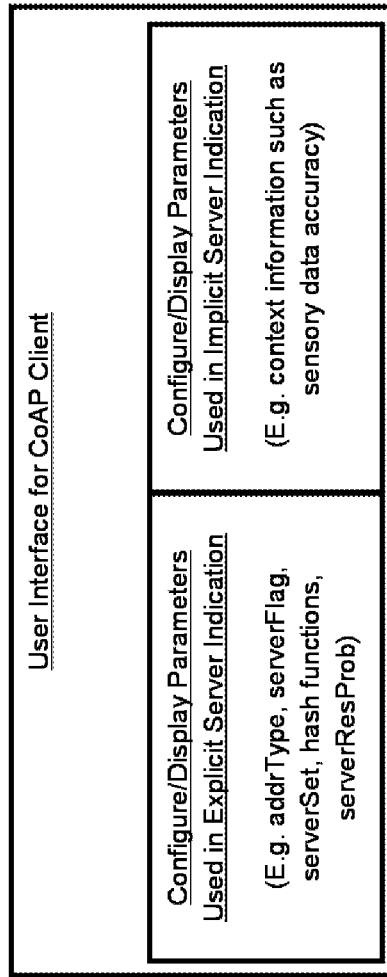 User Interface for CoAP Client
Configure/Display Parameters
Used in Explicit Server Indication
(E.g. addrType, serverFlag,
serverSet, hash functions,
serverResProb)
Configure/Display Parameters
Used in Implicit Server Indication
(E.g. context information such as
sensory data accuracy)